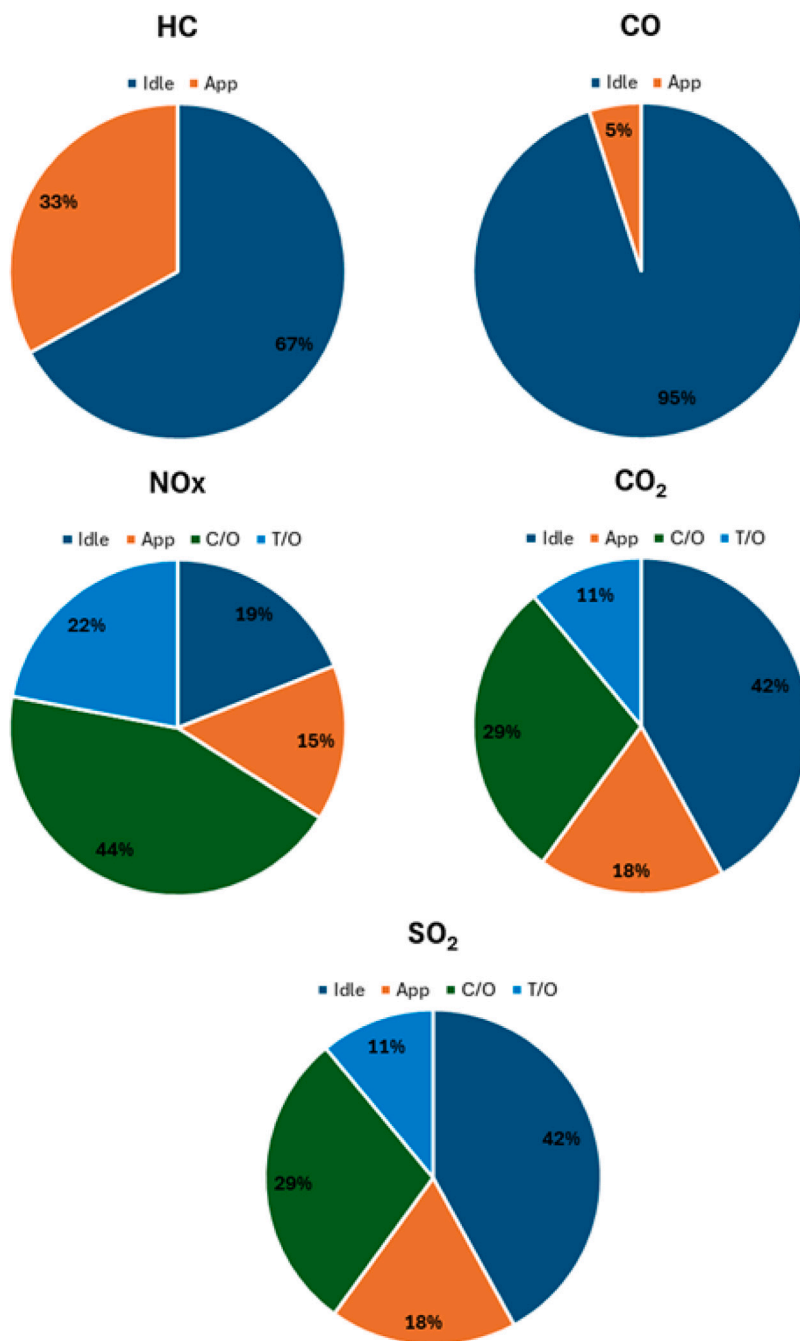 HC
Idle App
33%
67%
CO
Idle App
5%
95%
NOx
Idle App C/O T/O
22%
19%
15%
44%
CO₂
Idle App C/O T/O
11%
42%
29%
18%
SO₂
Idle App C/O T/O
11%
42%
29%
18%